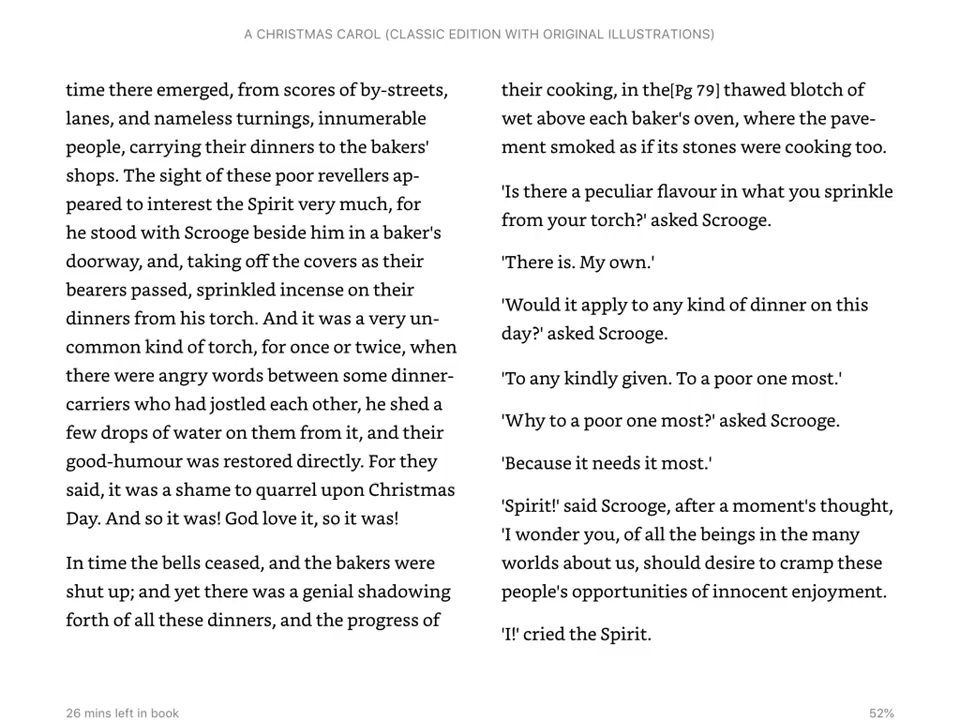 A CHRISTMAS CAROL (CLASSIC EDITION WITH ORIGINAL ILLUSTRATIONS)
time there emerged, from scores of by-streets,
lanes, and nameless turnings, innumerable
people, carrying their dinners to the bakers'
shops. The sight of these poor revellers ap-
peared to interest the Spirit very much, for
he stood with Scrooge beside him in a baker's
doorway, and, taking off the covers as their
bearers passed, sprinkled incense on their
dinners from his torch. And it was a very un-
common kind of torch, for once or twice, when
there were angry words between some dinner-
carriers who had jostled each other, he shed a
few drops of water on them from it, and their
good-humour was restored directly. For they
said, it was a shame to quarrel upon Christmas
Day. And so it was! God love it, so it was!
In time the bells ceased, and the bakers were
shut up; and yet there was a genial shadowing
forth of all these dinners, and the progress of
their cooking, in the[Pg 79] thawed blotch of
wet above each baker's oven, where the pave-
ment smoked as if its stones were cooking too.
'Is there a peculiar flavour in what you sprinkle
from your torch?' asked Scrooge.
'There is. My own.'
'Would it apply to any kind of dinner on this
day?' asked Scrooge.
'To any kindly given. To a poor one most.'
'Why to a poor one most?' asked Scrooge.
'Because it needs it most.'
'Spirit!' said Scrooge, after a moment's thought,
'I wonder you, of all the beings in the many
worlds about us, should desire to cramp these
people's opportunities of innocent enjoyment.
'I!' cried the Spirit.
26 mins left in book
52%